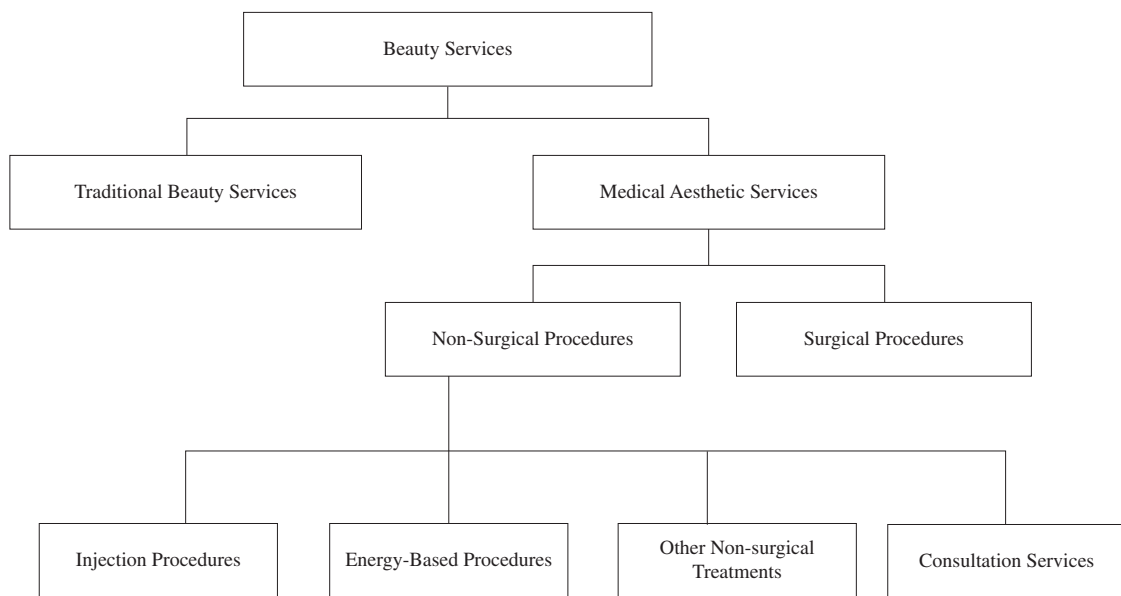 Beauty Services
Traditional Beauty Services
Medical Aesthetic Services
Non-Surgical Procedures
Surgical Procedures
Injection Procedures
Energy-Based Procedures
Other Non-surgical
Treatments
Consultation Services